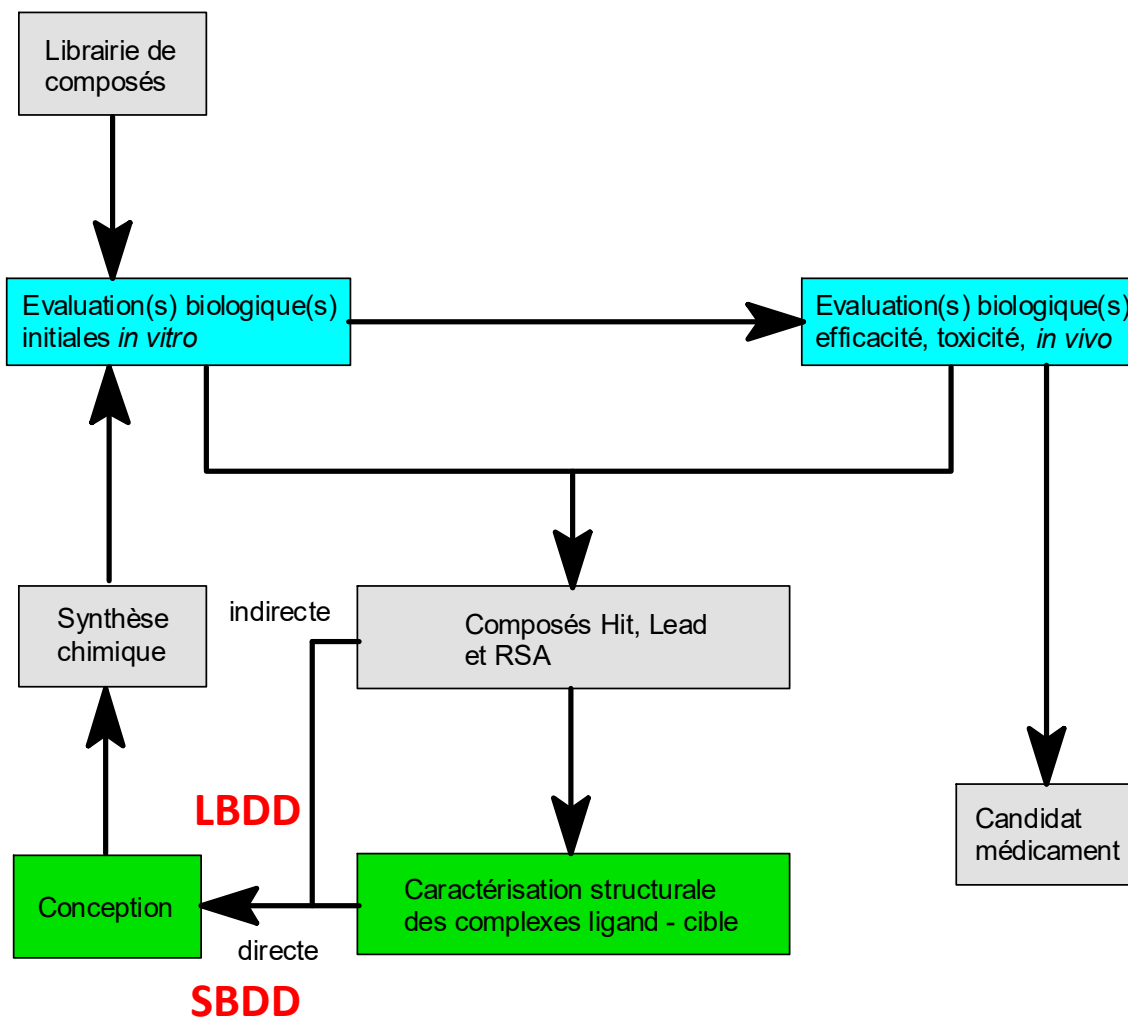 Librairie de
composés
Evaluation(s) biologique(s)
initiales in vitro
Evaluation(s) biologique(s)
efficacité, toxicité, in vivo
Synthèse
chimique
indirecte
Composés Hit, Lead
et RSA
LBDD
Candidat
médicament
Conception
Caractérisation structurale
des complexes ligand - cible
directe
SBDD